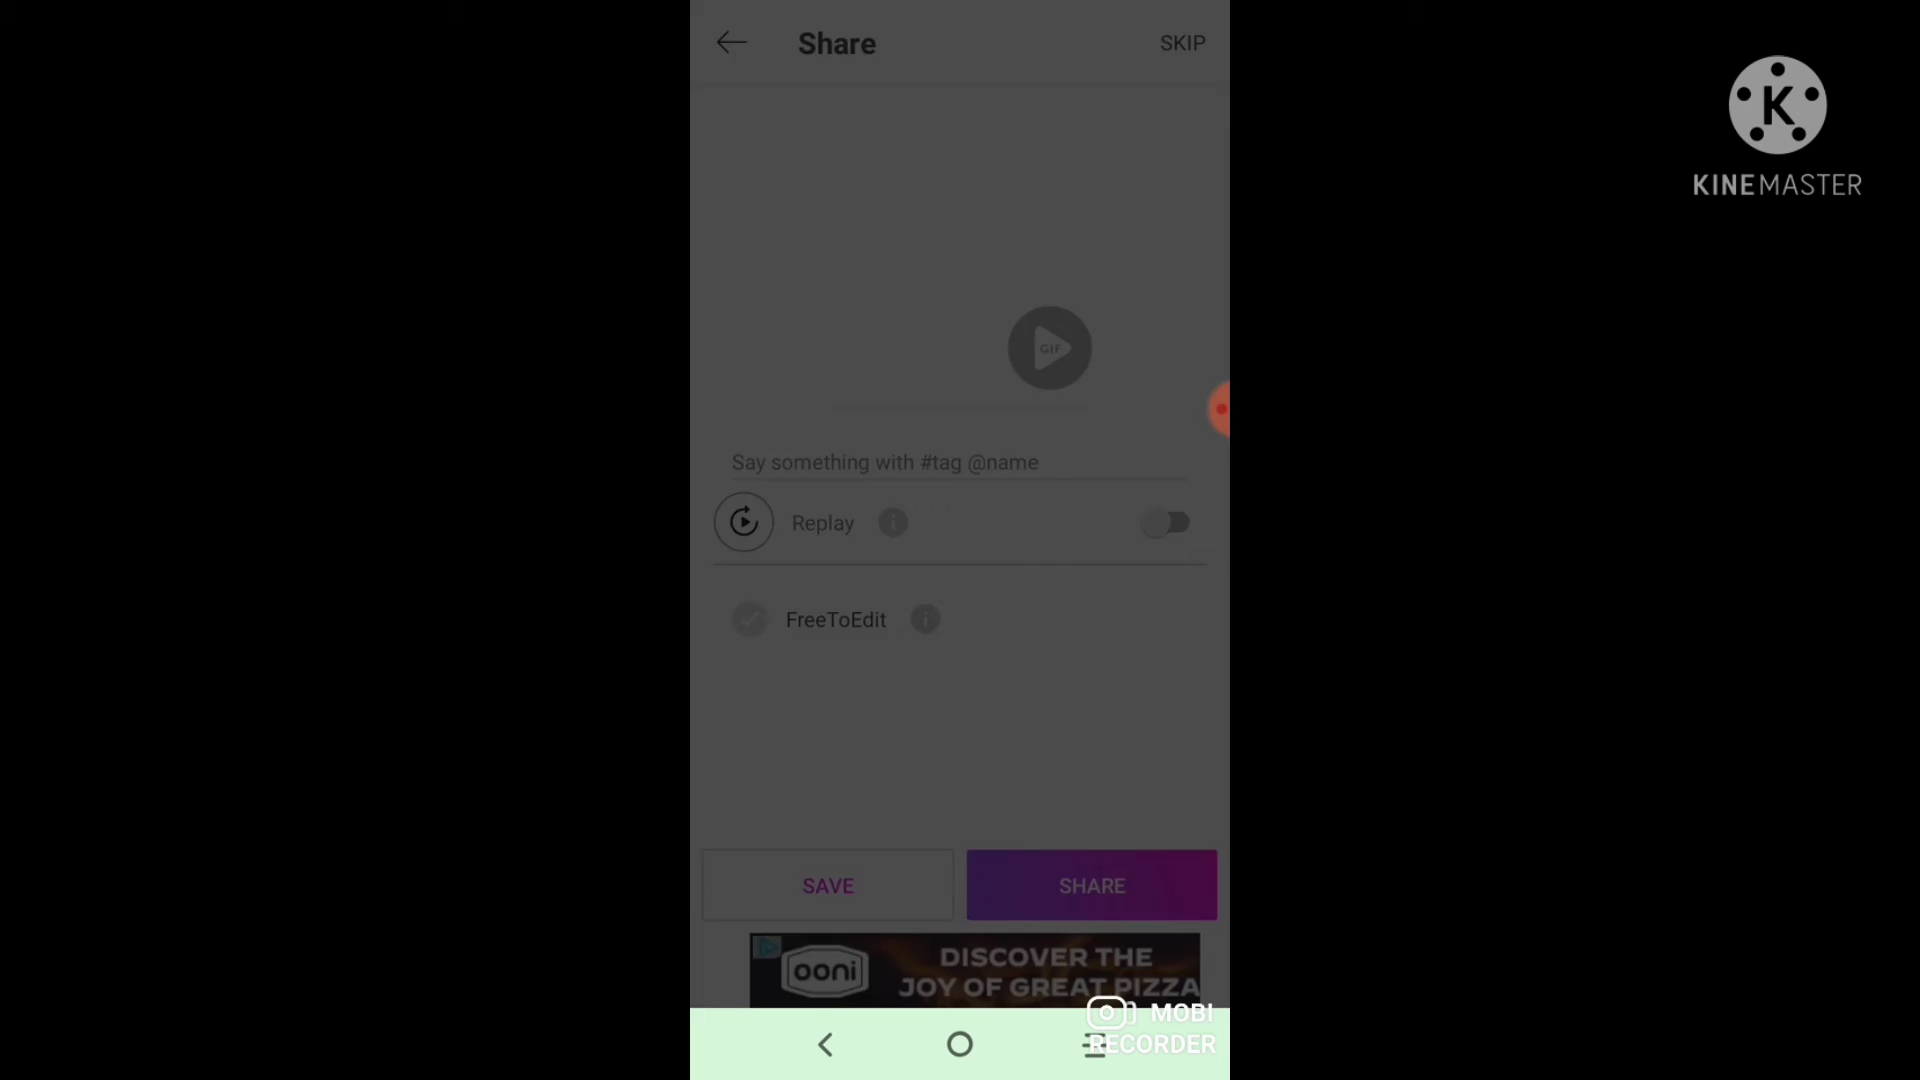 Share
SKIP
K
KINEMASTER
GIF
Say something with #tag @name
Replay
FreeToEdit
SAVE
SHARE
ooni
DISCOVER THE
JOY OF GREAT PIZZA
MOBI
RECORDER